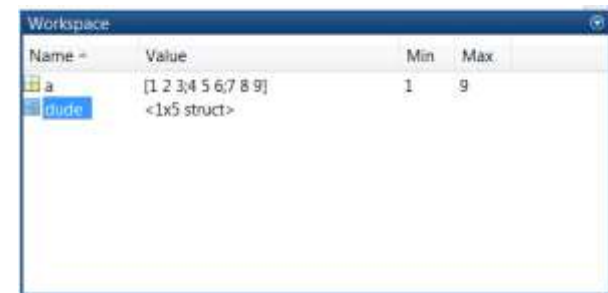 Workspace
Name Value Min Max
a [1 2 3;4 5 6;7 8 9] 1 9
dude <1x5 struct>